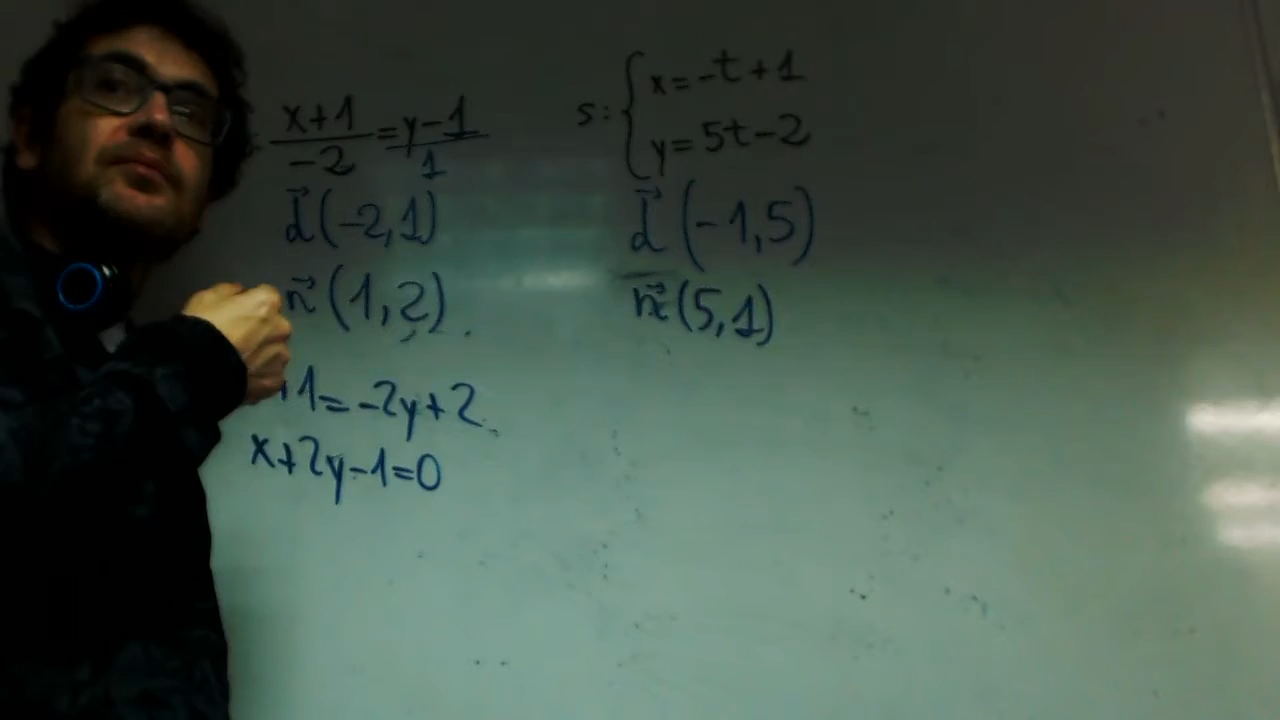 x+1/-2 = y-1/1
d⃗(-2,1)
n⃗(1,2)
+1=-2y+2
x+2y-1=0
s: { x=-t+1
y=5t-2
d⃗(-1,5)
n⃗(5,1)